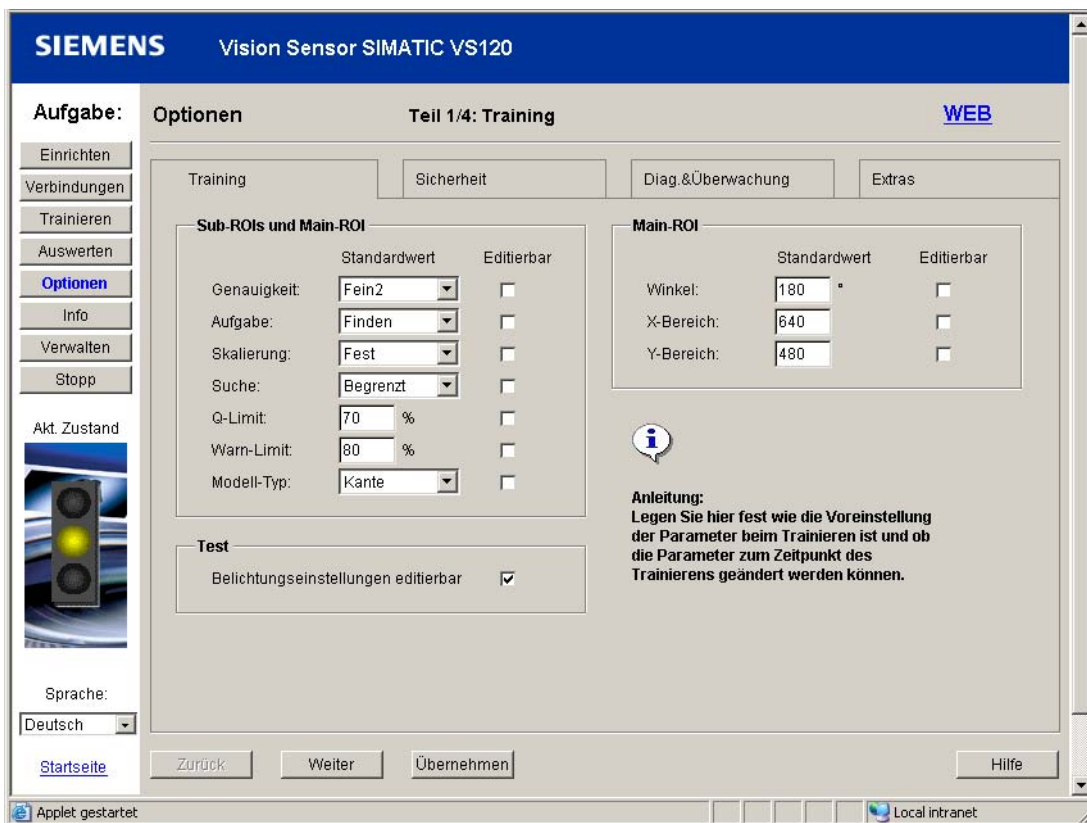 SIEMENS Vision Sensor SIMATIC VS120
Aufgabe:
Einrichten
Verbindungen
Trainieren
Auswerten
Optionen
Info
Verwalten
Stopp
Akt. Zustand
Sprache:
Deutsch
Startseite
Optionen Teil 1/4: Training WEB
Training Sicherheit Diag.&Überwachung Extras
Sub-ROIs und Main-ROI
Standardwert Editierbar
Genauigkeit: Fein2
Aufgabe: Finden
Skalierung: Fest
Suche: Begrenzt
Q-Limit: 70 %
Warn-Limit: 80 %
Modell-Typ: Kante
Test
Belichtungseinstellungen editierbar
Main-ROI
Standardwert Editierbar
Winkel: 180 °
X-Bereich: 640
Y-Bereich: 480
Anleitung:
Legen Sie hier fest wie die Voreinstellung
der Parameter beim Trainieren ist und ob
die Parameter zum Zeitpunkt des
Trainierens geändert werden können.
Zurück Weiter Übernehmen Hilfe
Applet gestartet Local intranet